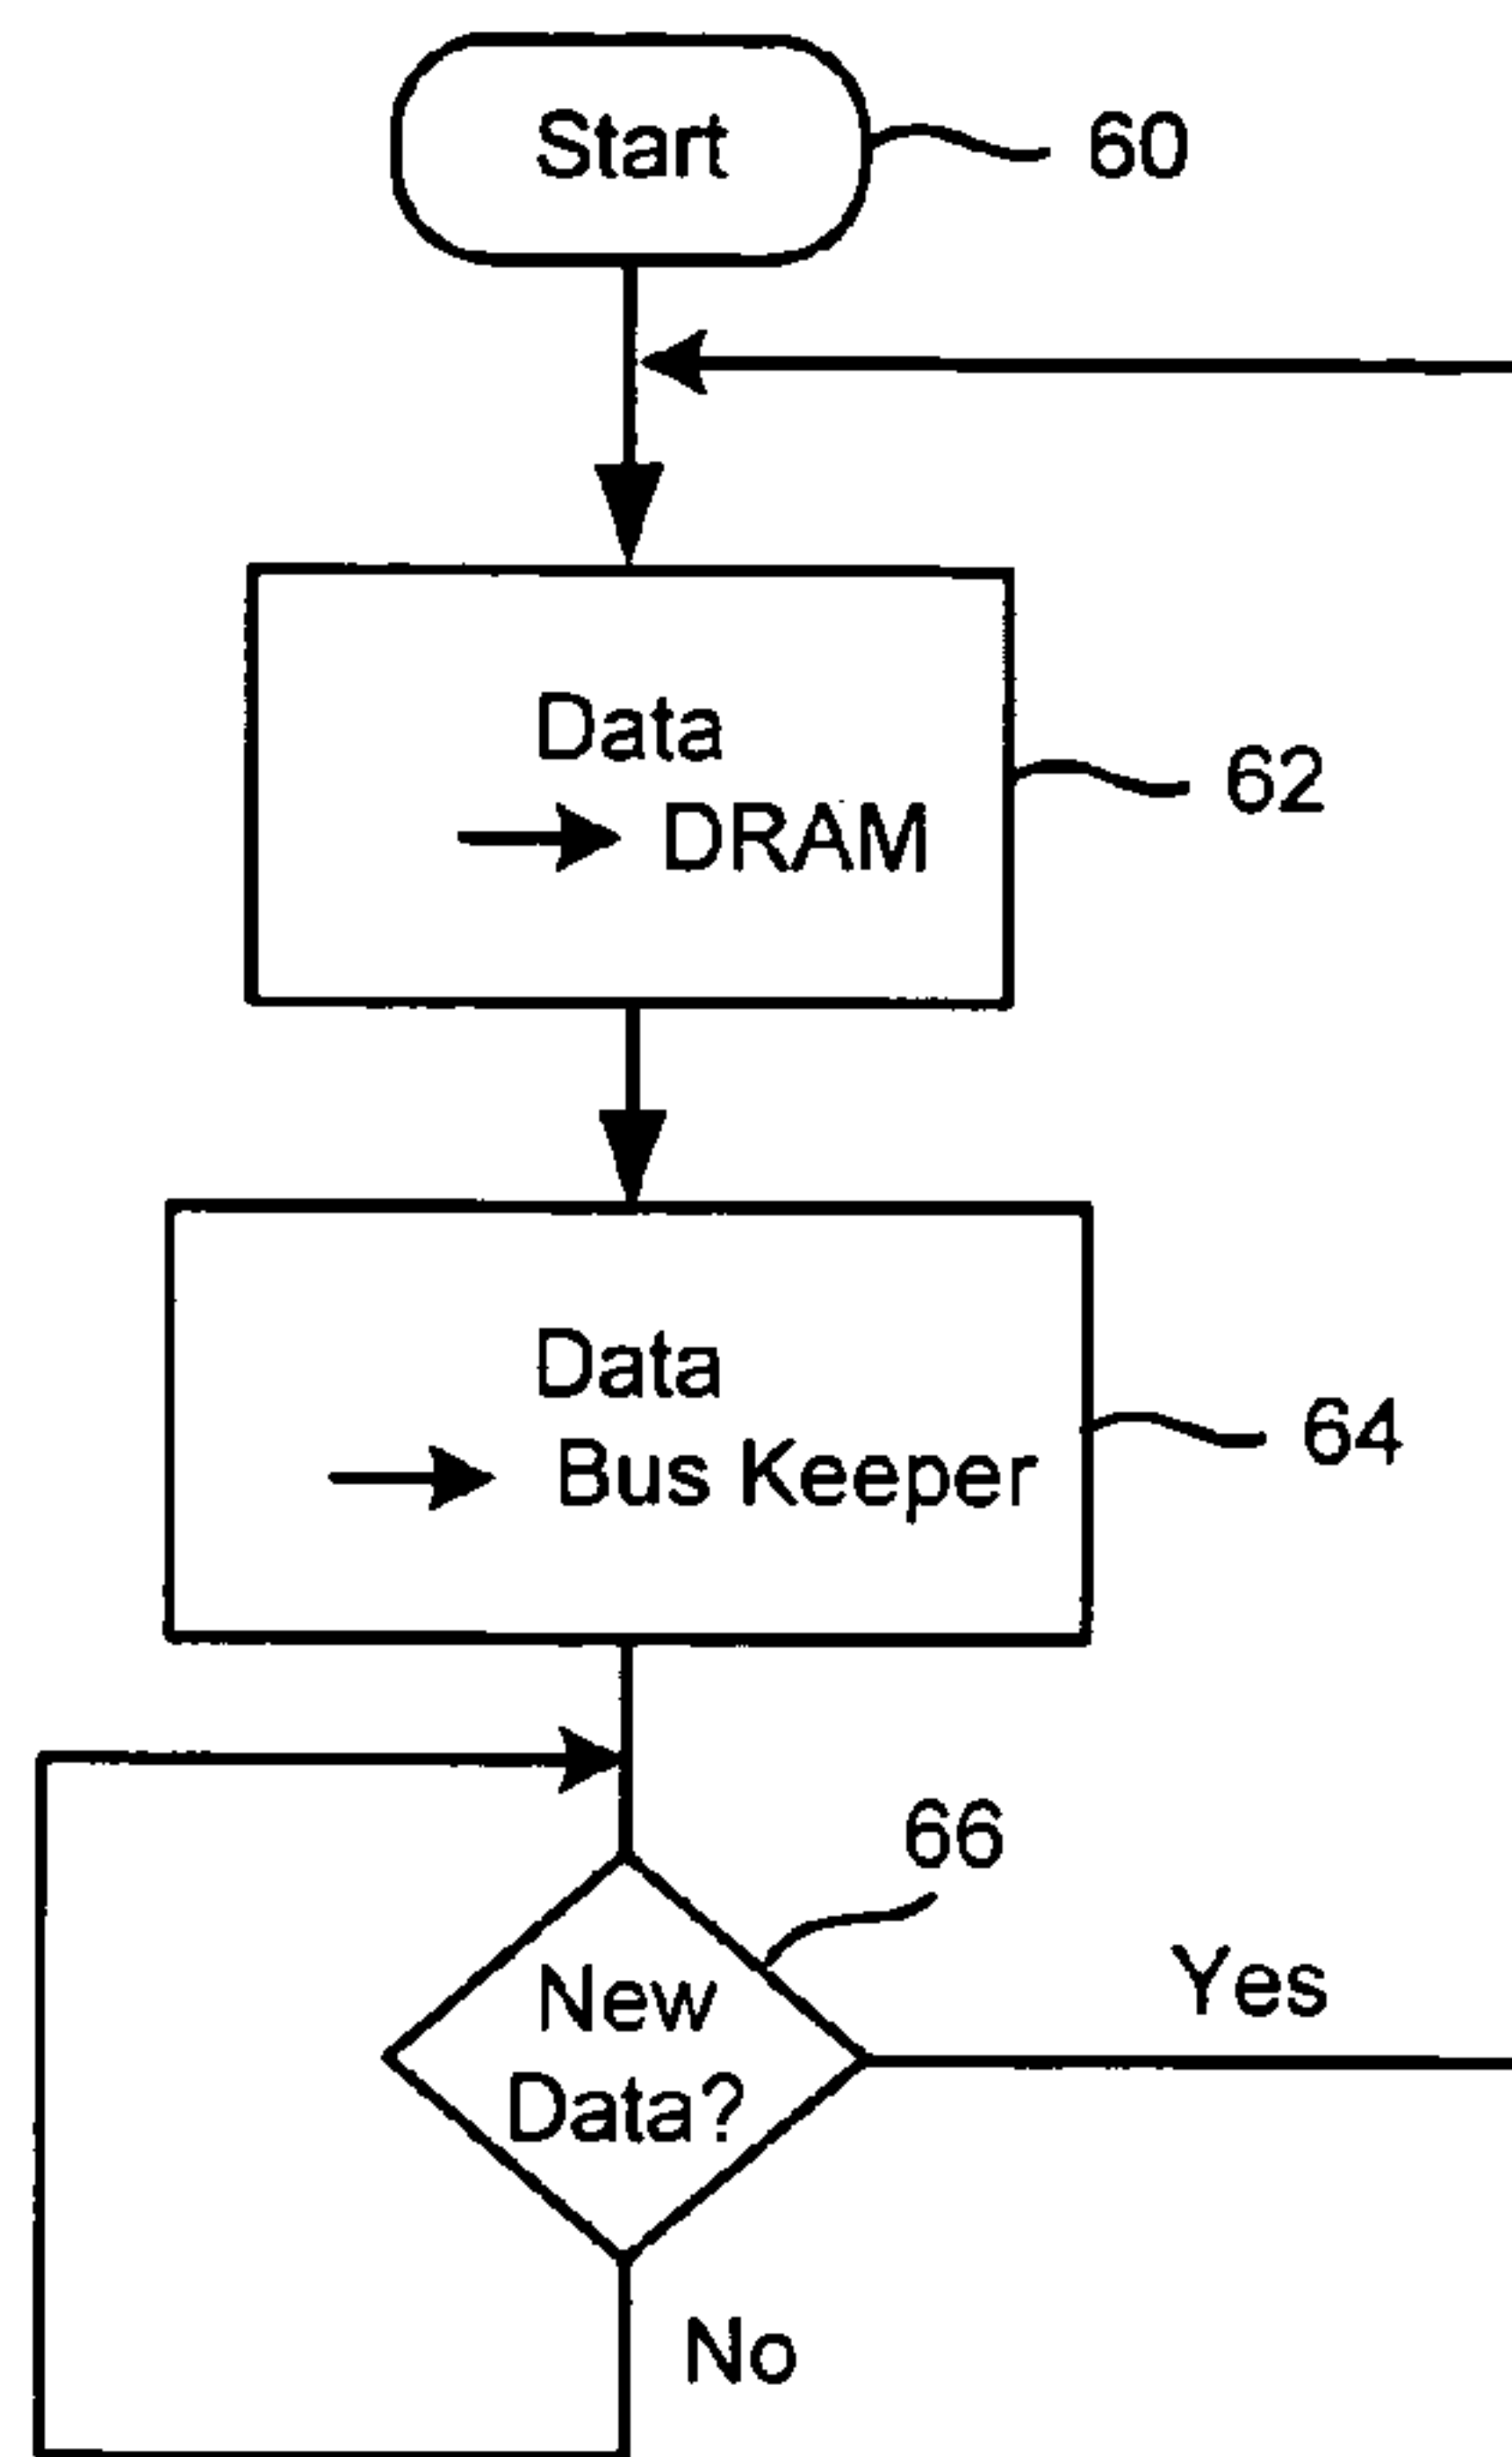 Start
60
Data
→ DRAM
62
Data
→ Bus Keeper
64
66
New
Data?
Yes
No